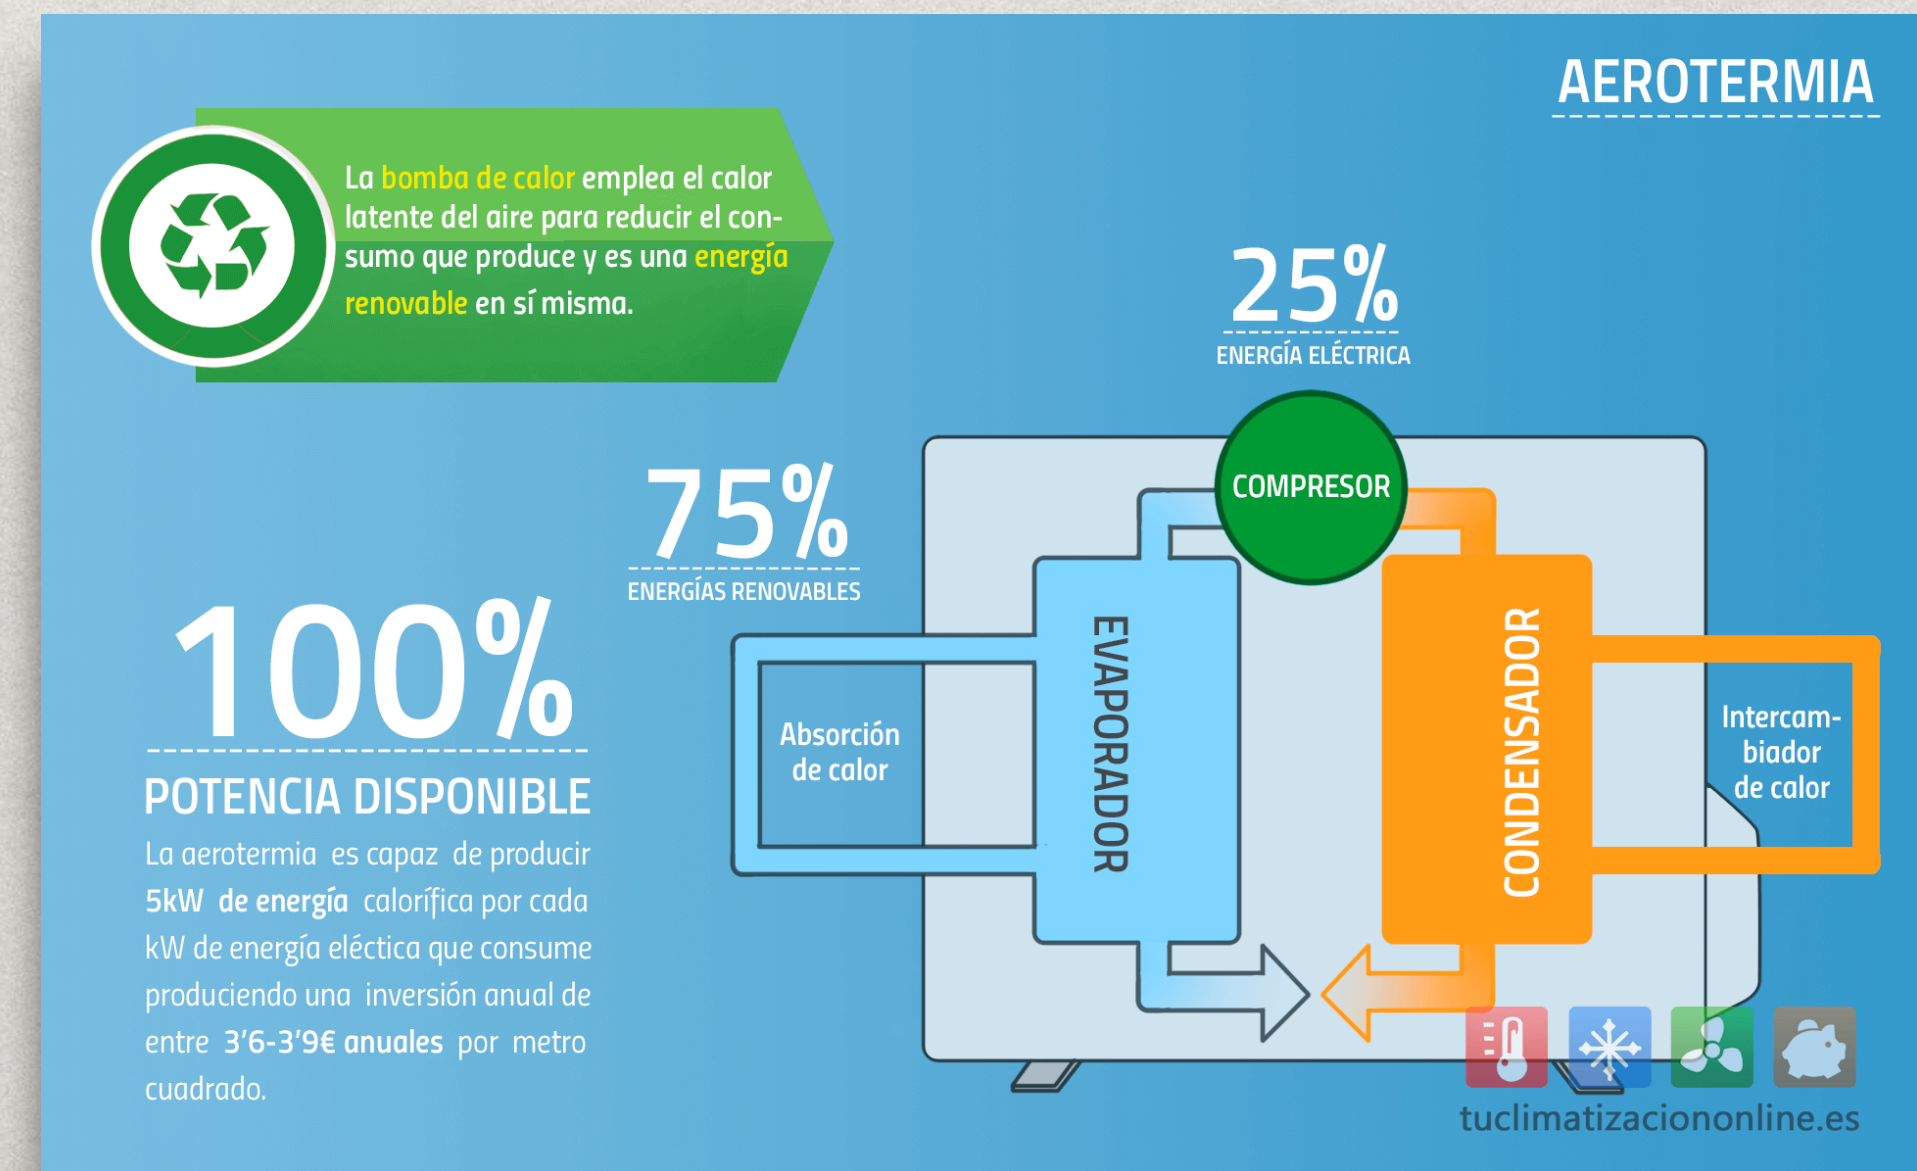 AEROTERMIA
La bomba de calor emplea el calor
latente del aire para reducir el con-
sumo que produce y es una energía
renovable en sí misma.
25%
ENERGÍA ELÉCTRICA
COMPRESOR
75%
ENERGÍAS RENOVABLES
100%
POTENCIA DISPONIBLE
La aerotermia es capaz de producir
5kW de energía calorífica por cada
kW de energía eléctica que consume
produciendo una inversión anual de
entre 3'6-3'9€ anuales por metro
cuadrado.
Absorción
de calor
EVAPORADOR
CONDENSADOR
Intercam-
biador
de calor
tuclimatizaciononline.es